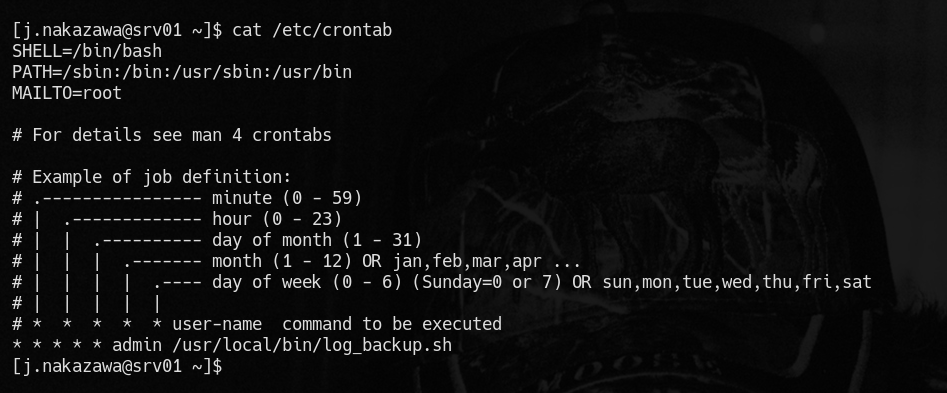 [j.nakazawa@srv01 ~]$ cat /etc/crontab
SHELL=/bin/bash
PATH=/sbin:/bin:/usr/sbin:/usr/bin
MAILTO=root

# For details see man 4 crontabs

# Example of job definition:
# .---------------- minute (0 - 59)
# |  .------------- hour (0 - 23)
# |  |  .---------- day of month (1 - 31)
# |  |  |  .------- month (1 - 12) OR jan,feb,mar,apr ...
# |  |  |  |  .---- day of week (0 - 6) (Sunday=0 or 7) OR sun,mon,tue,wed,thu,fri,sat
# |  |  |  |  |
# *  *  *  *  * user-name  command to be executed
* * * * * admin /usr/local/bin/log_backup.sh
[j.nakazawa@srv01 ~]$